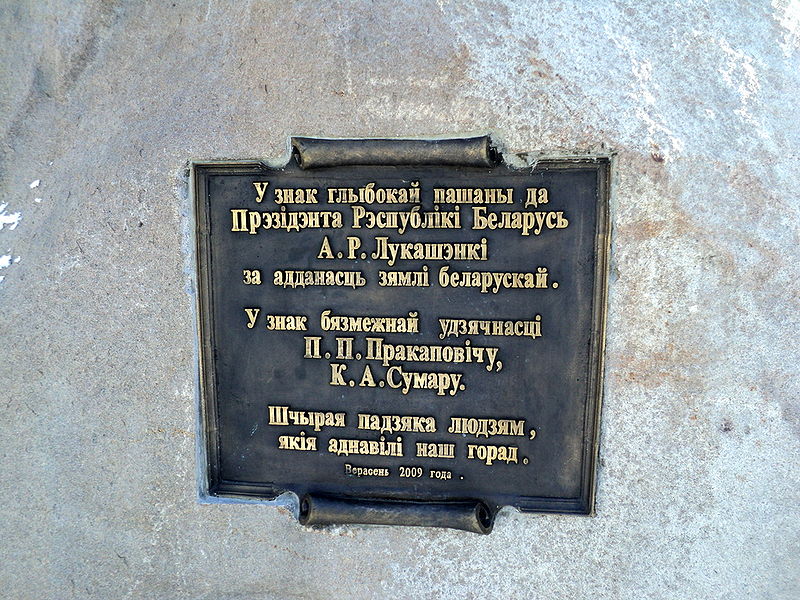 У знак глыбокай пашаны да
Прэзідэнта Рэспублікі Беларусь
А.Р.Лукашэнкі
за адданасць зямлі беларускай.
У знак бязмежнай удзячнасці
П.П.Пракаповічу,
К.А.Сумару.
Шчырая падзяка людзям,
якія аднавілі наш горад.
Верасень 2009 года.